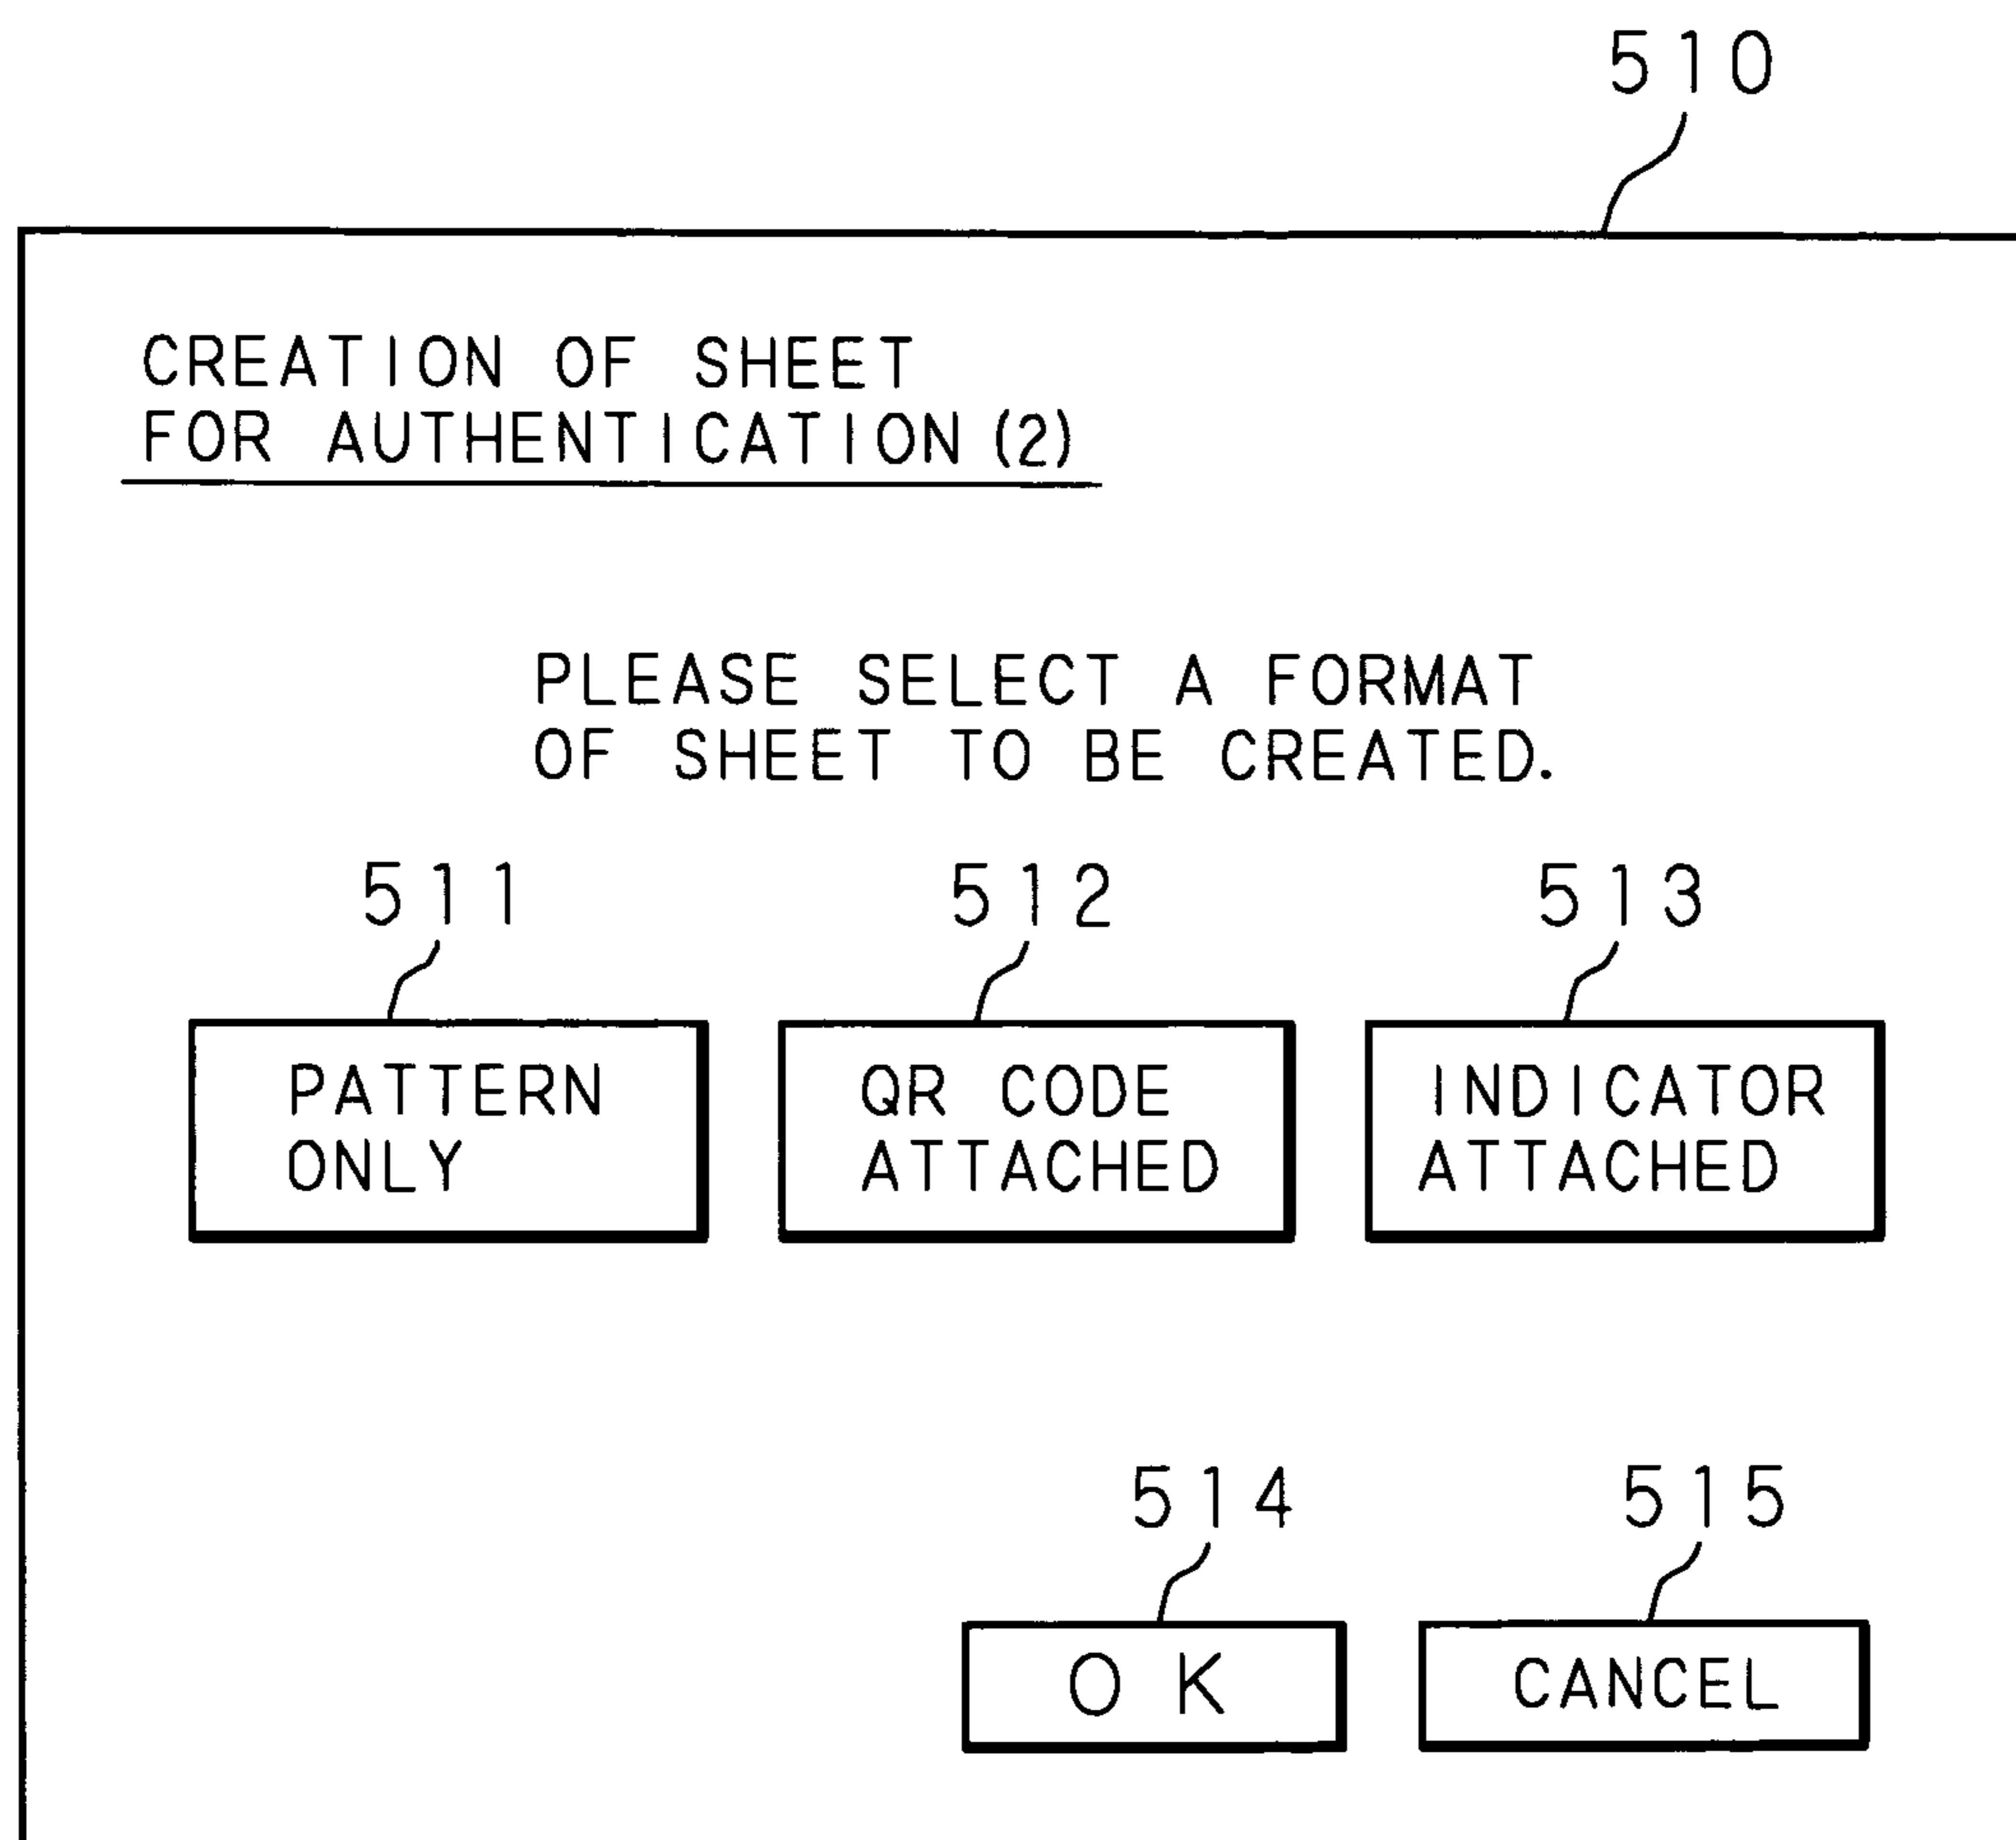 510
CREATION OF SHEET
FOR AUTHENTICATION (2)
PLEASE SELECT A FORMAT
OF SHEET TO BE CREATED.
511 512 513
PATTERN
ONLY
QR CODE
ATTACHED
INDICATOR
ATTACHED
514 515
OK
CANCEL